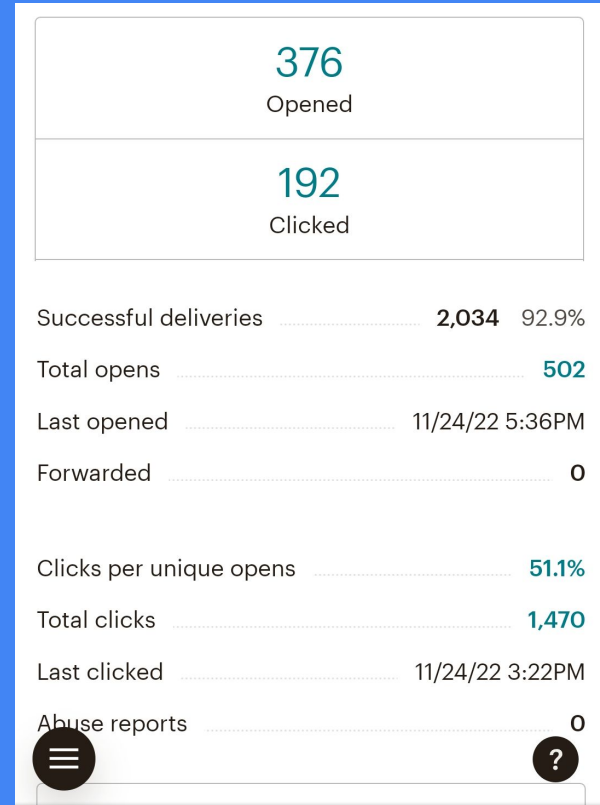 376
Opened
192
Clicked
Successful deliveries 2,034 92.9%
Total opens 502
Last opened 11/24/22 5:36PM
Forwarded 0
Clicks per unique opens 51.1%
Total clicks 1,470
Last clicked 11/24/22 3:22PM
Abuse reports 0
?